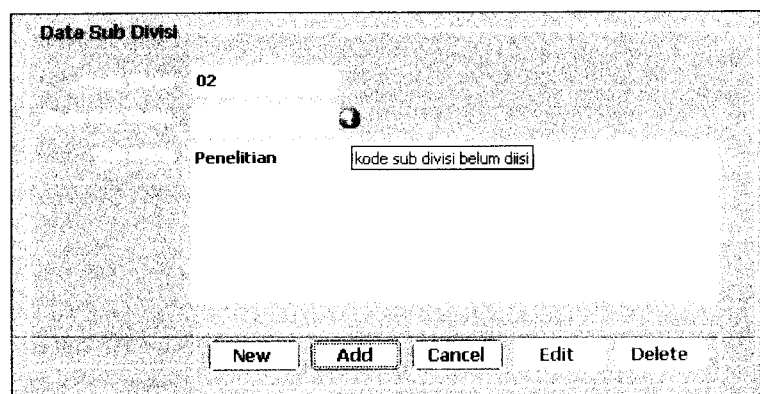 Data Sub Divisi
02
Penelitian kode sub divisi belum diisi
New Add Cancel Edit Delete